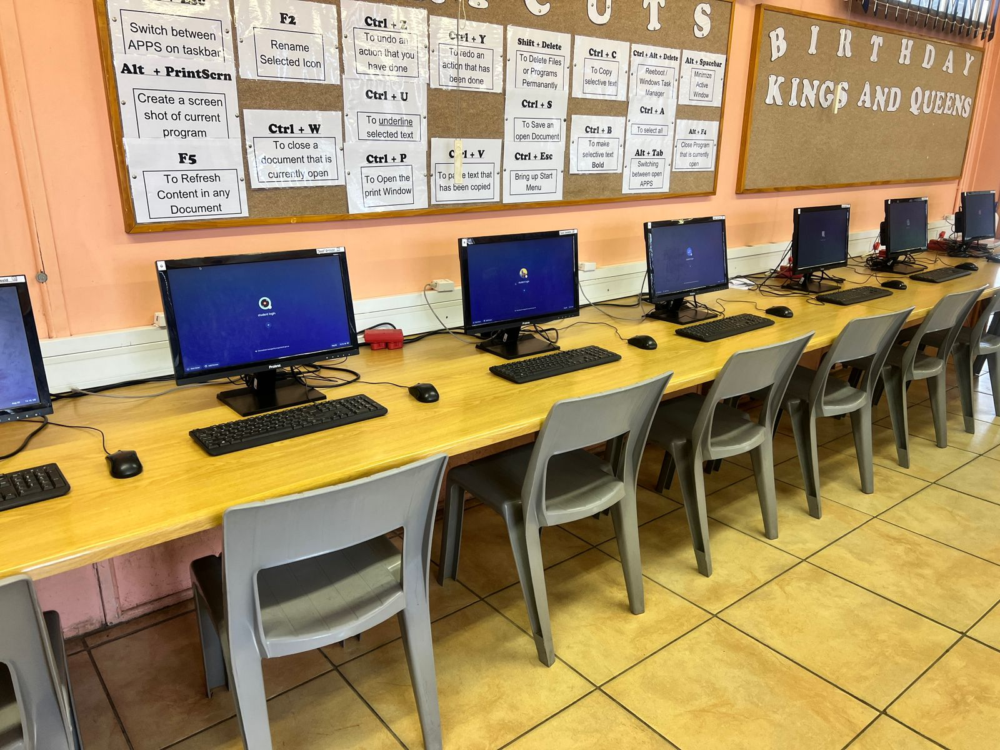 C U T S
Switch between
APPS on taskbar
Alt + PrintScrn
Create a screen
shot of current
program
F5
To Refresh
Content in any
Document
F2
Rename
Selected Icon
Ctrl + W
To close a
document that is
currently open
Ctrl + Z
To undo an
action that you
have done
Ctrl + U
To underline
selected text
Ctrl + P
To Open the
print Window
Ctrl + Y
To redo an
action that has
been done
Ctrl + V
To paste text that
has been copied
Shift + Delete
To Delete Files
or Programs
Permanantly
Ctrl + S
To Save an
open Document
Ctrl + Esc
Bring up Start
Menu
Ctrl + C
To Copy
selective text
Ctrl + B
To make
selective text
Bold
Ctrl + Alt + Delete
Reeboot /
Windows Task
Manager
Ctrl + A
To select all
Alt + Tab
Switching
between open
APPS
Alt + Spacebar
Minimize
Active
Window
Alt + F4
Close Program
that is currently
open
BIRTHDAY
KINGS AND QUEENS
student login
Proline
student login
Proline